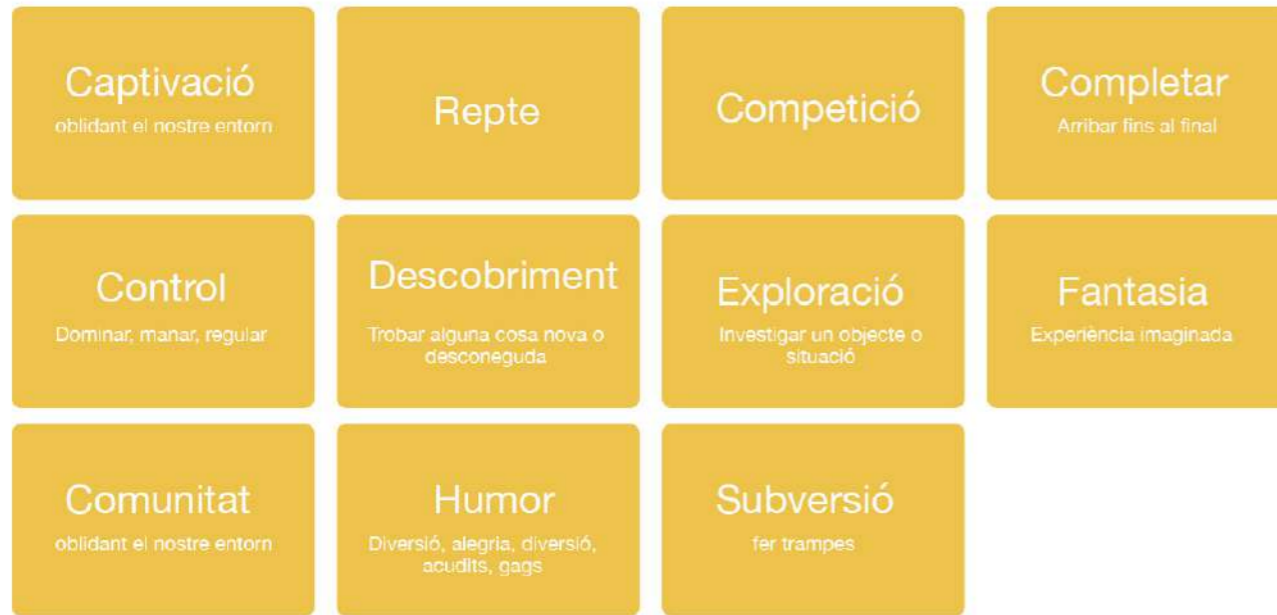 Captivació
oblidant el nostre entorn
Repte
Competició
Completar
Arribar fins al final
Control
Dominar, manar, regular
Descobriment
Trobar alguna cosa nova o
desconeguda
Exploració
Investigar un objecte o
situació
Fantasia
Experiència imaginada
Comunitat
oblidant el nostre entorn
Humor
Diversió, alegria, diversió,
acudits, gags
Subversió
fer trampes